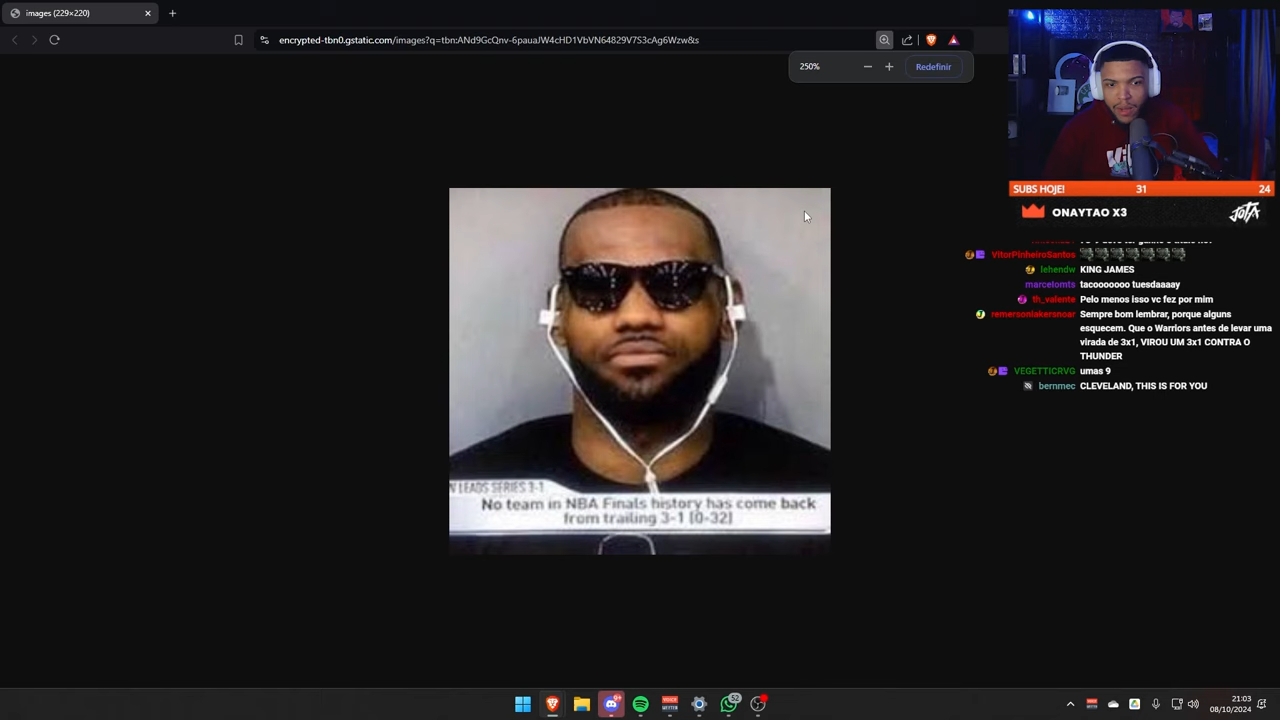 images (229×220)
encrypted-tbn0.gstatic.com/images?q=tbn:ANd9GcQnv-6pauaJW4cHD1VbVN64829V7S3cAg6Wzw&s
250%
Redefinir
SUBS HOJE! 31 24
ONAYTAO X3
JOTA
VitorPinheiroSantos
lehendw KING JAMES
marcelomts tacooooooo tuesdaaaay
th_valente Pelo menos isso vc fez por mim
remersonlakersnoar Sempre bom lembrar, porque alguns
esquecem. Que o Warriors antes de levar uma
virada de 3x1, VIROU UM 3x1 CONTRA O
THUNDER
VEGETTICRVG umas 9
bernmec CLEVELAND, THIS IS FOR YOU
LEADS SERIES 3-1
No team in NBA Finals history has come back
from trailing 3-1 [0-32]
52
21:03
08/10/2024